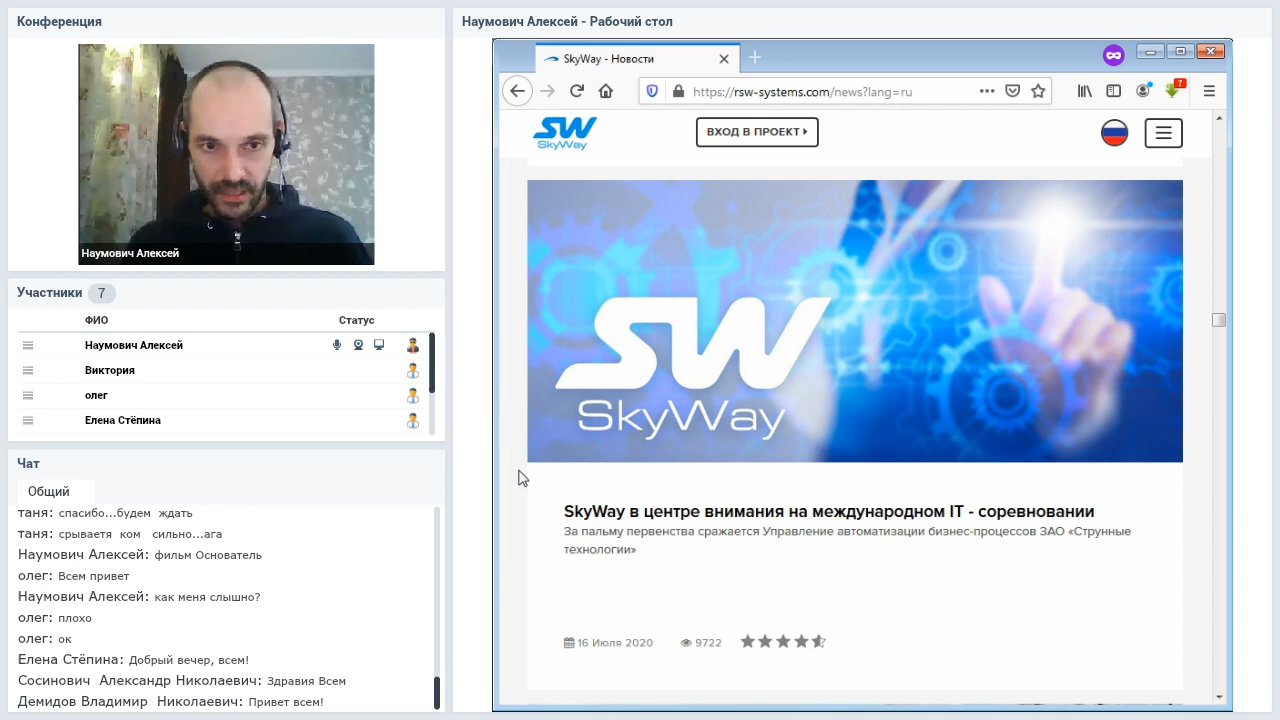 Конференция
Наумович Алексей
Участники 7
ФИО Статус
Наумович Алексей
Виктория
олег
Елена Стёпина
Чат
Общий
таня: спасибо...будем ждать
таня: срываетя ком сильно...ага
Наумович Алексей: фильм Основатель
олег: Всем привет
Наумович Алексей: как меня слышно?
олег: плохо
олег: ок
Елена Стёпина: Добрый вечер, всем!
Сосинович Александр Николаевич: Здравия Всем
Демидов Владимир Николаевич: Привет всем!
Наумович Алексей - Рабочий стол
SkyWay - Новости
https://rsw-systems.com/news?lang=ru
SW
SkyWay
ВХОД В ПРОЕКТ
SW
SkyWay
SkyWay в центре внимания на международном IT - соревновании
За пальму первенства сражается Управление автоматизации бизнес-процессов ЗАО «Струнные
технологии»
16 Июля 2020 9722